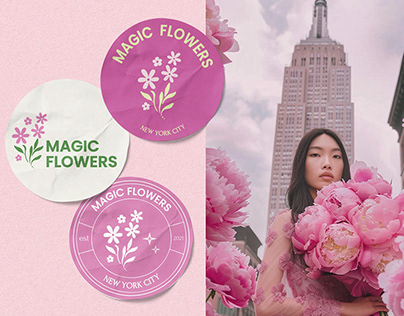 MAGIC FLOWERS
NEW YORK CITY
MAGIC
FLOWERS
MAGIC FLOWERS
est
2021
NEW YORK CITY